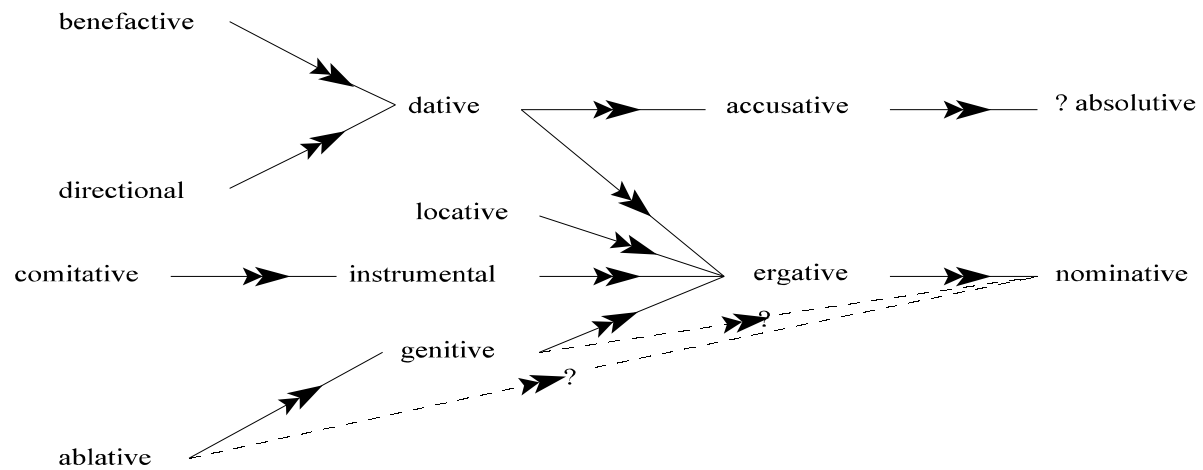 benefactive
dative
accusative
? absolutive
directional
locative
comitative
instrumental
ergative
nominative
?
genitive
?
ablative